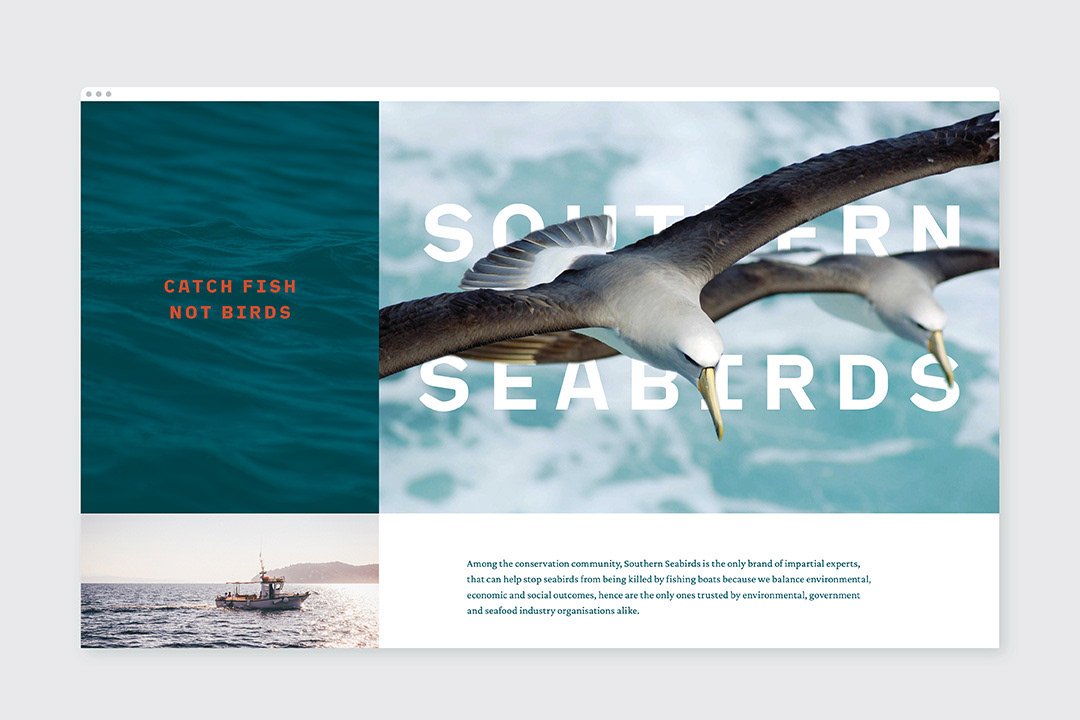 CATCH FISH
NOT BIRDS
SOUTHERN
SEABIRDS
Among the conservation community, Southern Seabirds is the only brand of impartial experts,
that can help stop seabirds from being killed by fishing boats because we balance environmental,
economic and social outcomes, hence are the only ones trusted by environmental, government
and seafood industry organisations alike.